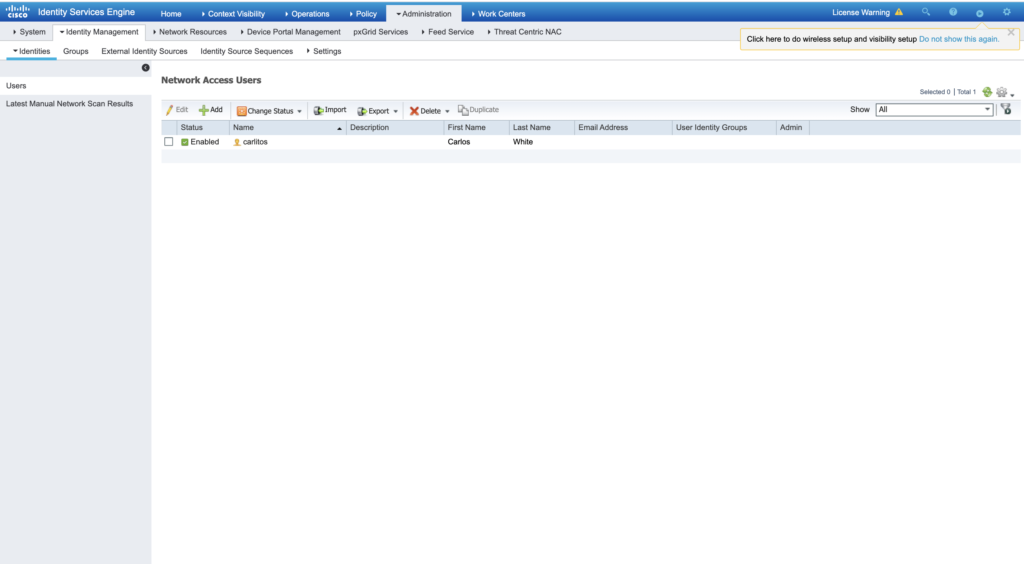 CISCO Identity Services Engine Home Context Visibility Operations Policy Administration Work Centers License Warning
System Identity Management Network Resources Device Portal Management pxGrid Services Feed Service Threat Centric NAC
Click here to do wireless setup and visibility setup Do not show this again.
Identities Groups External Identity Sources Identity Source Sequences Settings
Users
Latest Manual Network Scan Results
Network Access Users
Selected 0 | Total 1
Edit Add Change Status Import Export Delete Duplicate Show All
Status Name Description First Name Last Name Email Address User Identity Groups Admin
Enabled carlitos Carlos White